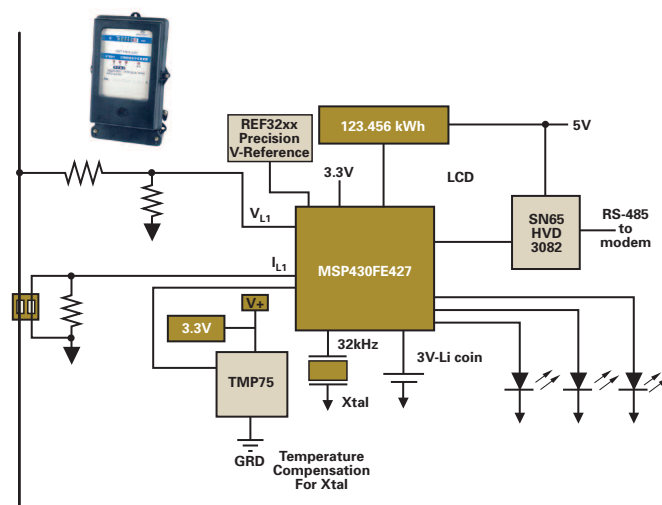 REF32xx
Precision
V-Reference
123.456 kWh
5V
LCD
3.3V
SN65
HVD
3082
RS-485
to
modem
VL1
MSP430FE427
IL1
V+
3.3V
32kHz
3V-Li coin
TMP75
Xtal
GRD
Temperature
Compensation
For Xtal